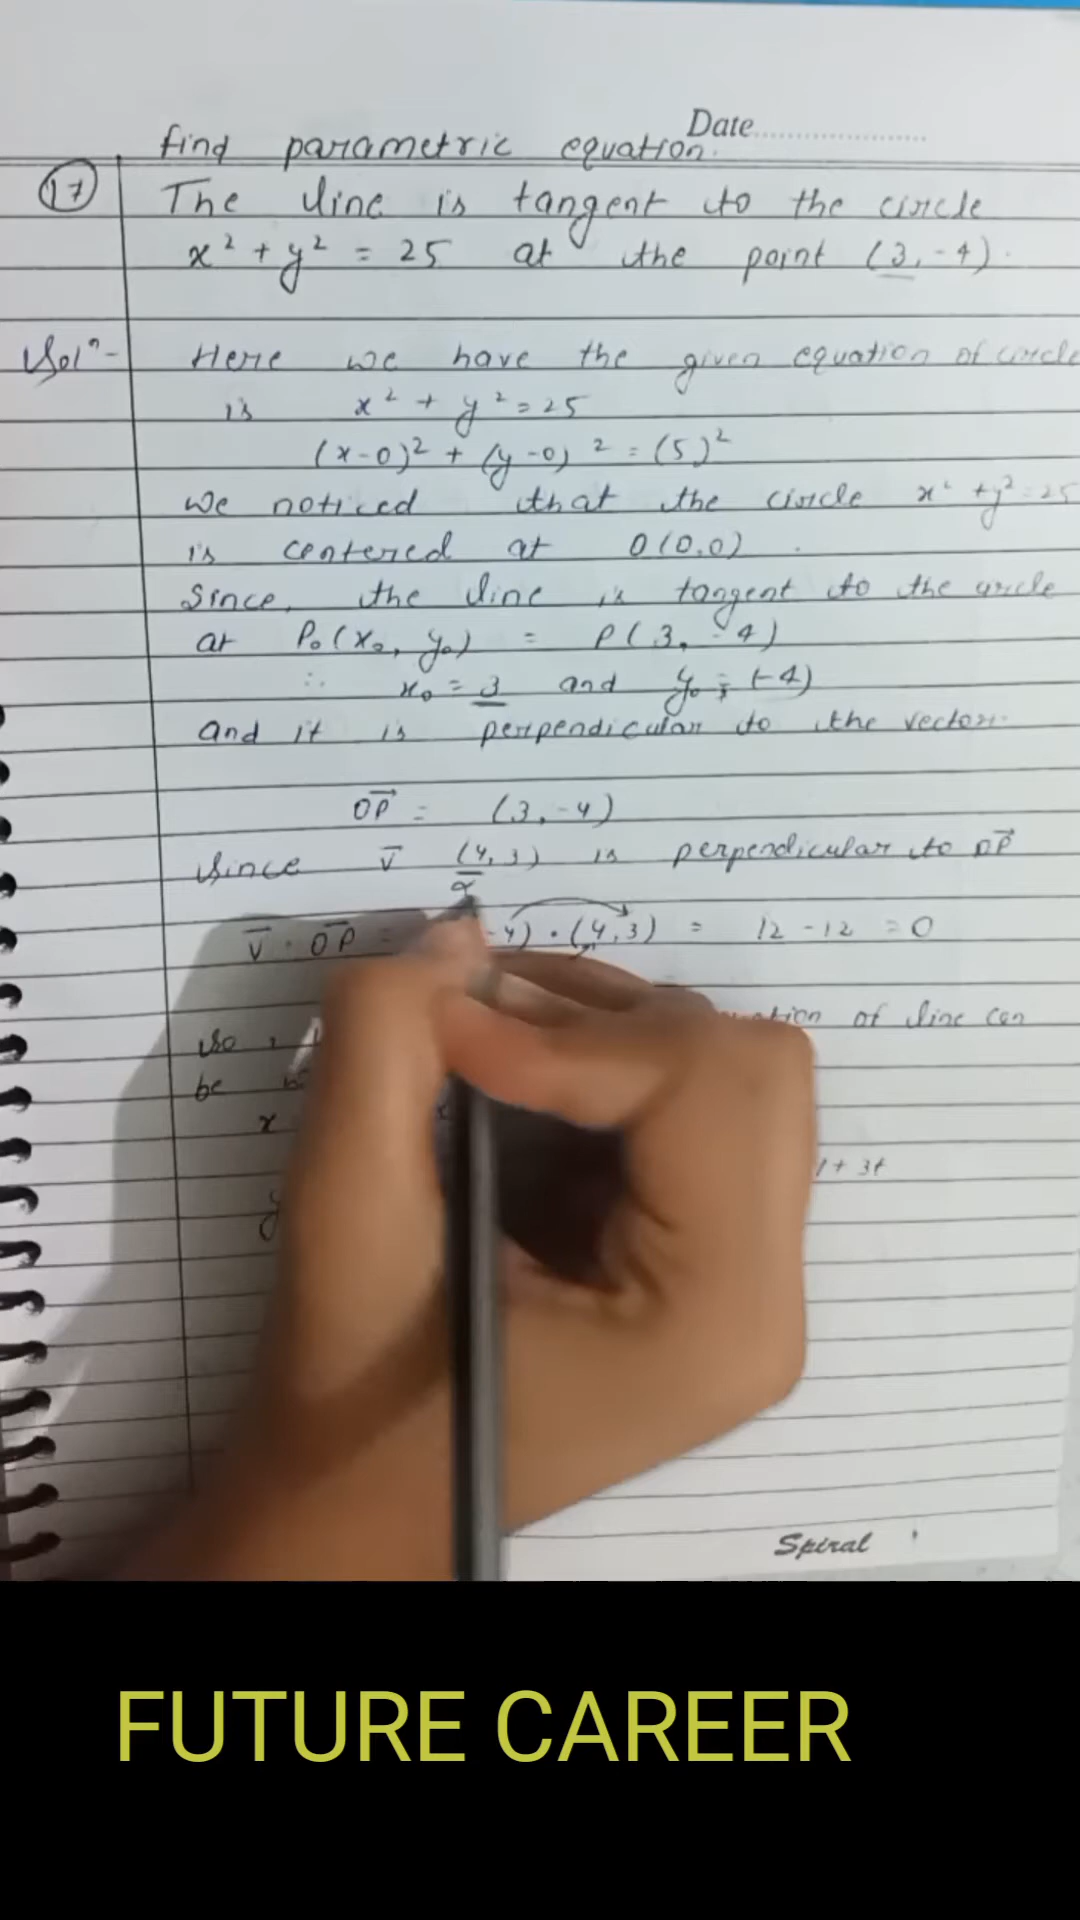 Date
find parametric equation.
17 The line is tangent to the circle
x² + y² = 25 at the point (3, -4).
Solⁿ- Here we have the given equation of circle
is x² + y² = 25
(x-0)² + (y-0)² = (5)²
we noticed that the circle x² + y² = 25
is centered at O(0,0).
Since, the line is tangent to the circle
at P₀(x₀, y₀) = P(3, -4)
∴ x₀ = 3 and y₀ = (-4)
and it is perpendicular to the vector.
OP⃗ = (3, -4)
Since v̅ (4, 3) is perpendicular to OP⃗
v̅ · OP⃗ = -4) · (4, 3) = 12 - 12 = 0
So, of line can
be
x
y + 3t
Spiral
FUTURE CAREER